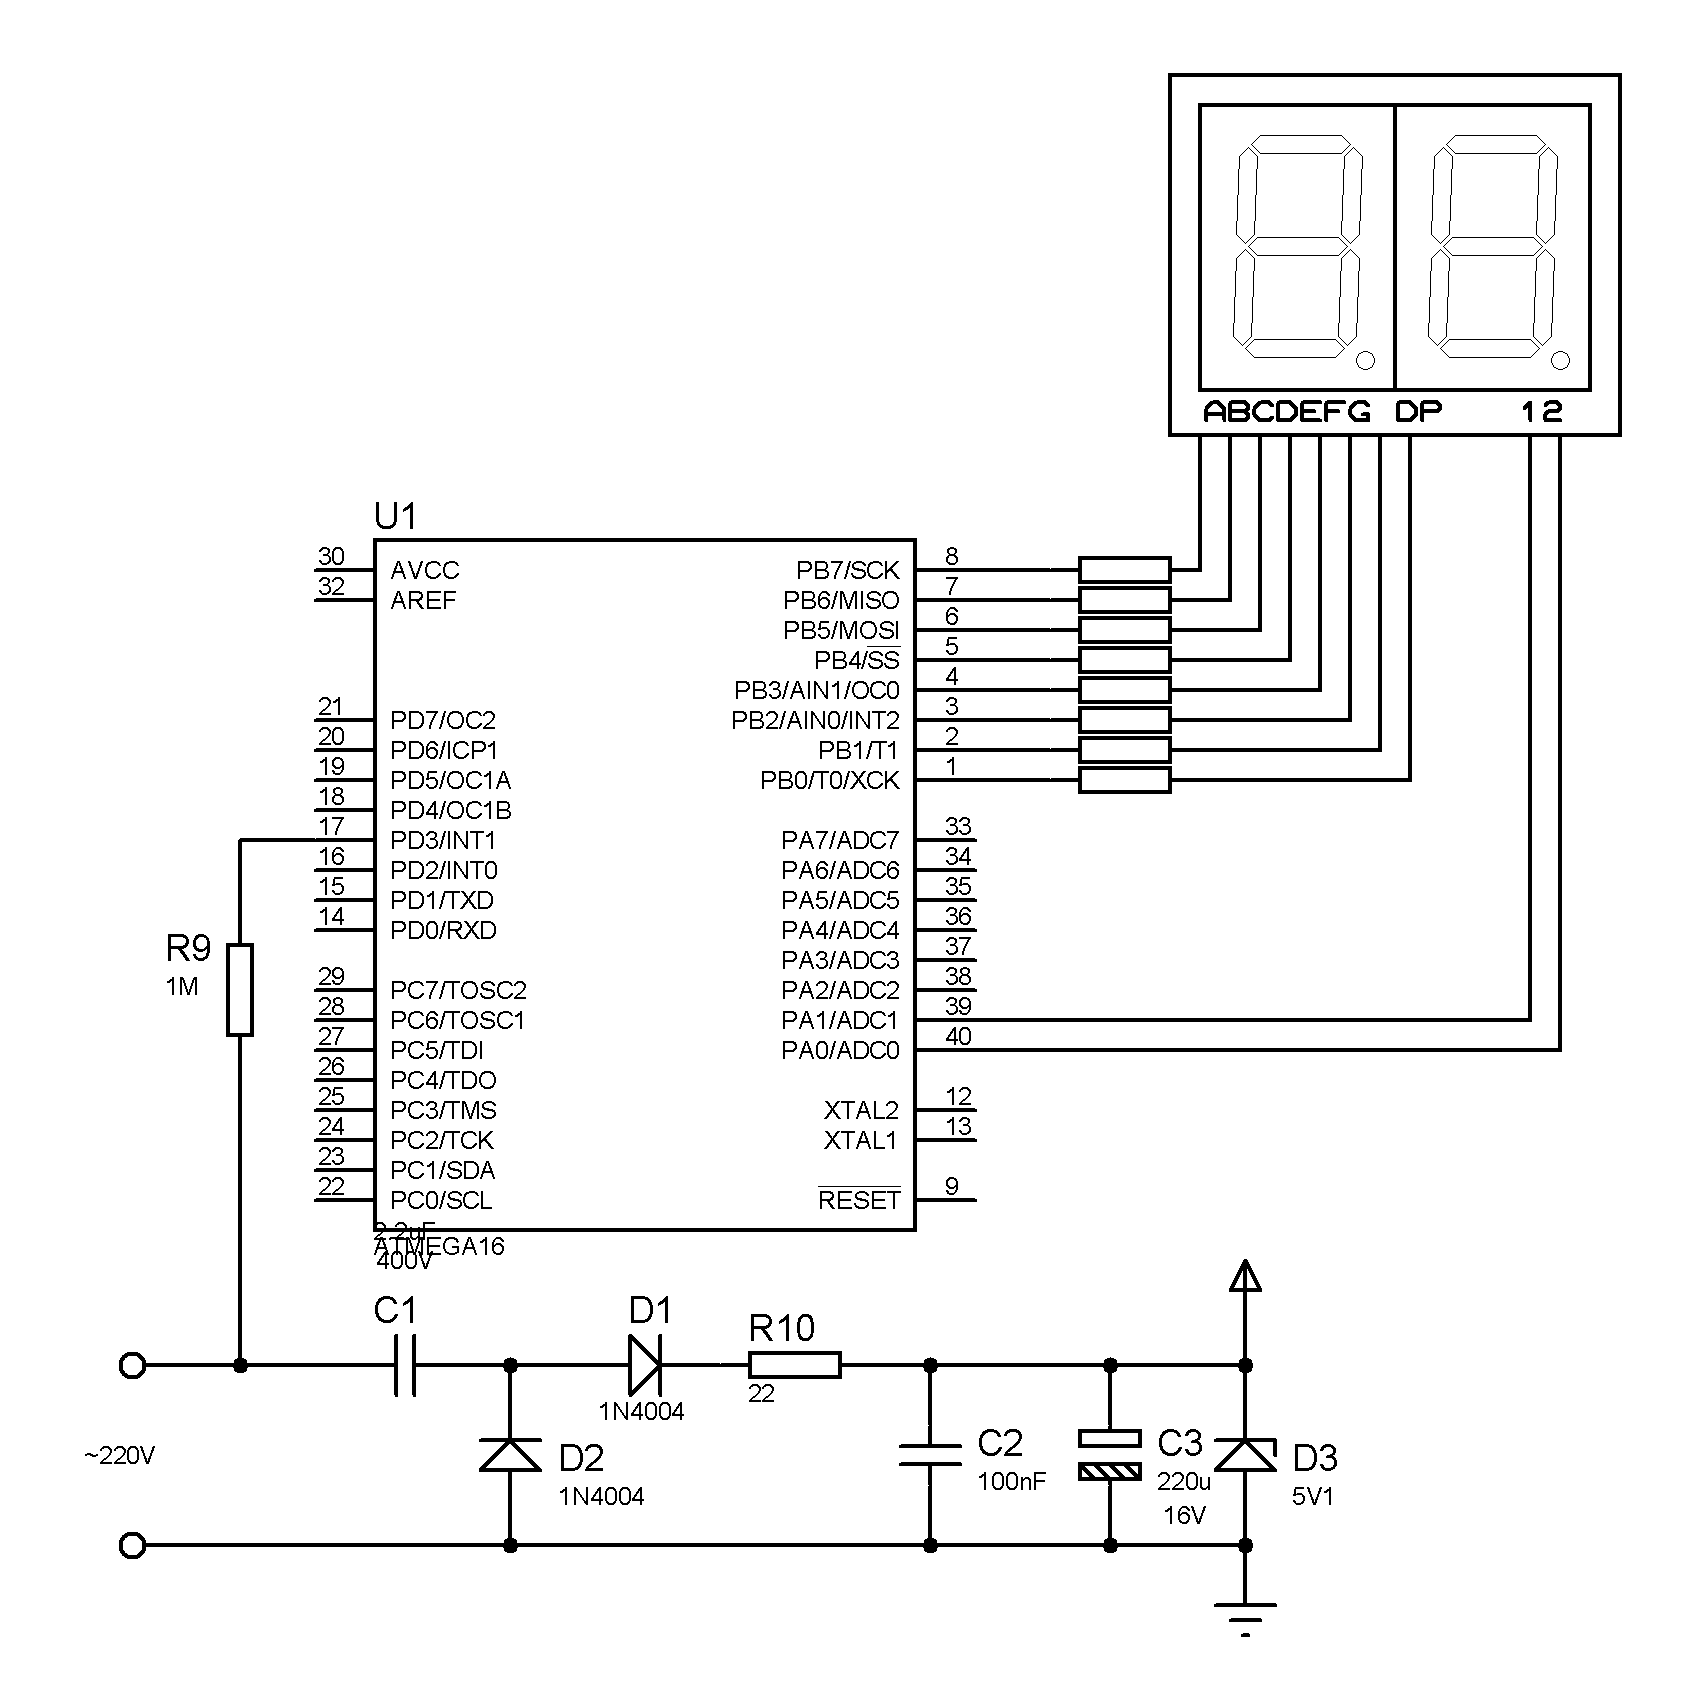 ABCDEFG DP 12
U1
30 AVCC
32 AREF
21 PD7/OC2
20 PD6/ICP1
19 PD5/OC1A
18 PD4/OC1B
17 PD3/INT1
16 PD2/INT0
15 PD1/TXD
14 PD0/RXD
29 PC7/TOSC2
28 PC6/TOSC1
27 PC5/TDI
26 PC4/TDO
25 PC3/TMS
24 PC2/TCK
23 PC1/SDA
22 PC0/SCL
PB7/SCK 8
PB6/MISO 7
PB5/MOSI 6
PB4/SS 5
PB3/AIN1/OC0 4
PB2/AIN0/INT2 3
PB1/T1 2
PB0/T0/XCK 1
PA7/ADC7 33
PA6/ADC6 34
PA5/ADC5 35
PA4/ADC4 36
PA3/ADC3 37
PA2/ADC2 38
PA1/ADC1 39
PA0/ADC0 40
XTAL2 12
XTAL1 13
RESET 9
R9
1M
2.2uF
ATMEGA16
400V
C1
D1
1N4004
R10
22
~220V
D2
1N4004
C2
100nF
C3
220u
16V
D3
5V1